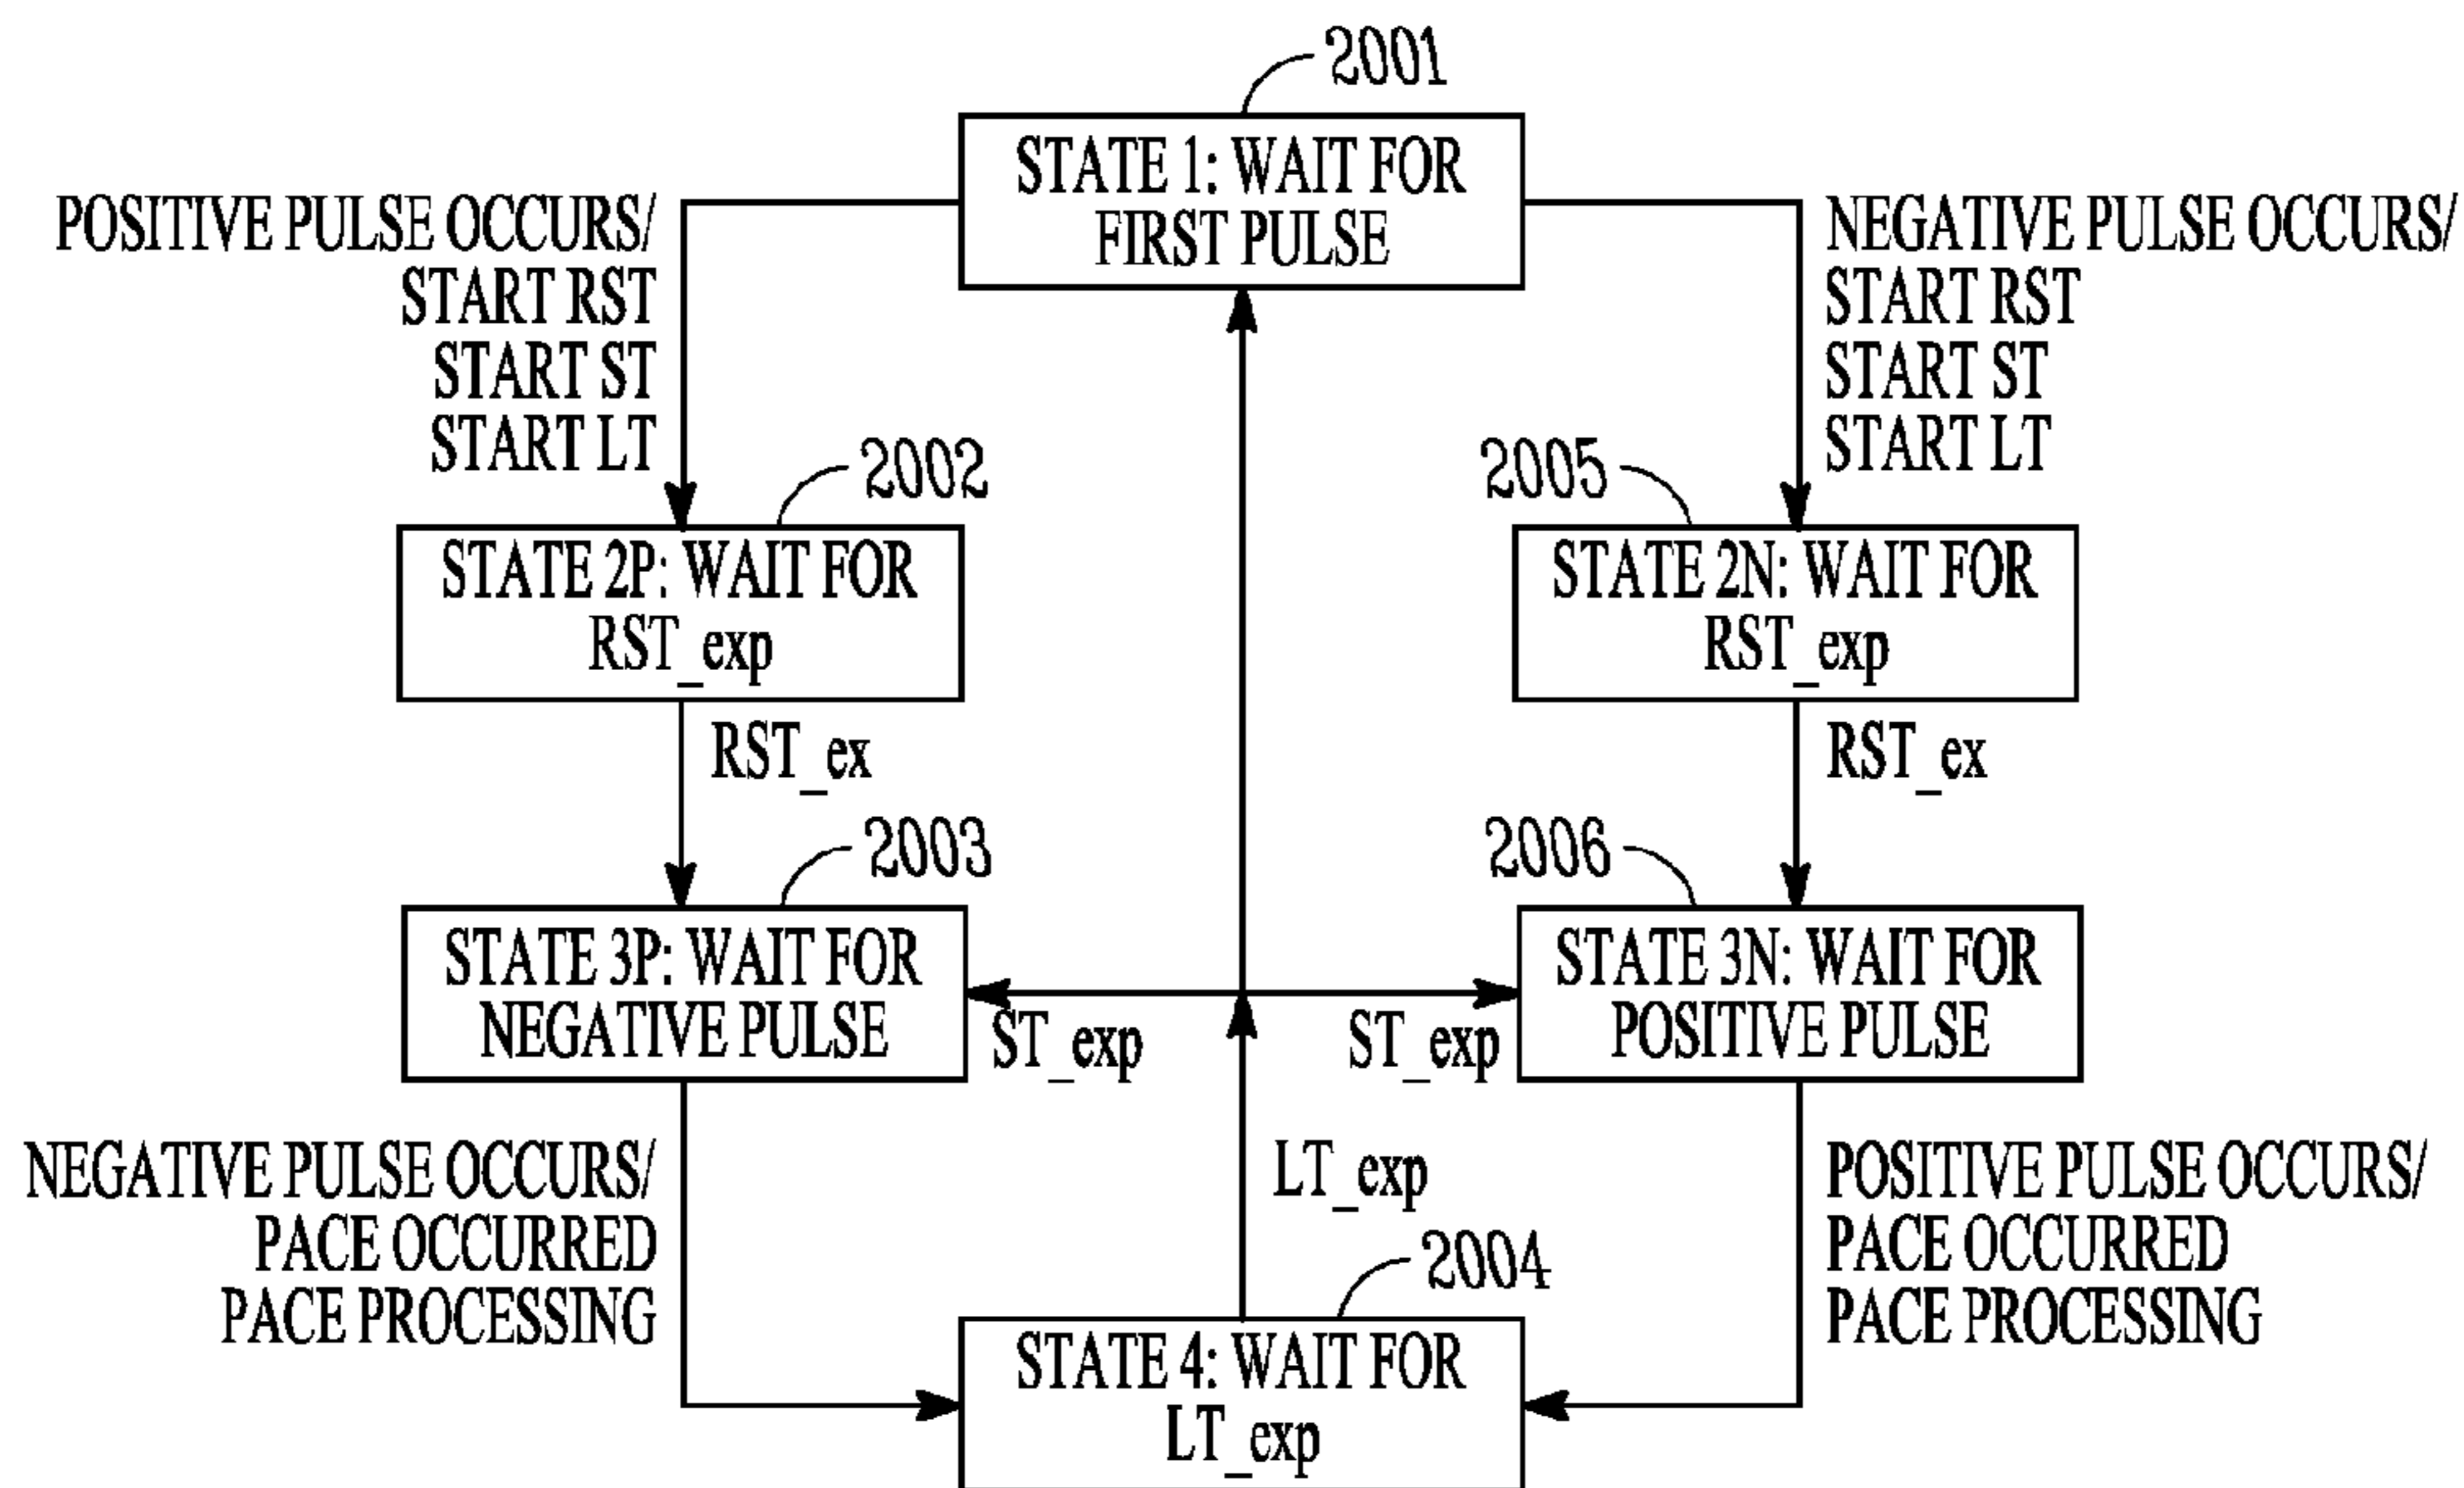 2001
STATE 1: WAIT FOR
FIRST PULSE
POSITIVE PULSE OCCURS/
START RST
START ST
START LT
NEGATIVE PULSE OCCURS/
START RST
START ST
START LT
2002
STATE 2P: WAIT FOR
RST_exp
2005
STATE 2N: WAIT FOR
RST_exp
RST_ex
RST_ex
2003
STATE 3P: WAIT FOR
NEGATIVE PULSE
2006
STATE 3N: WAIT FOR
POSITIVE PULSE
ST_exp
ST_exp
NEGATIVE PULSE OCCURS/
PACE OCCURRED
PACE PROCESSING
LT_exp
POSITIVE PULSE OCCURS/
PACE OCCURRED
PACE PROCESSING
2004
STATE 4: WAIT FOR
LT_exp